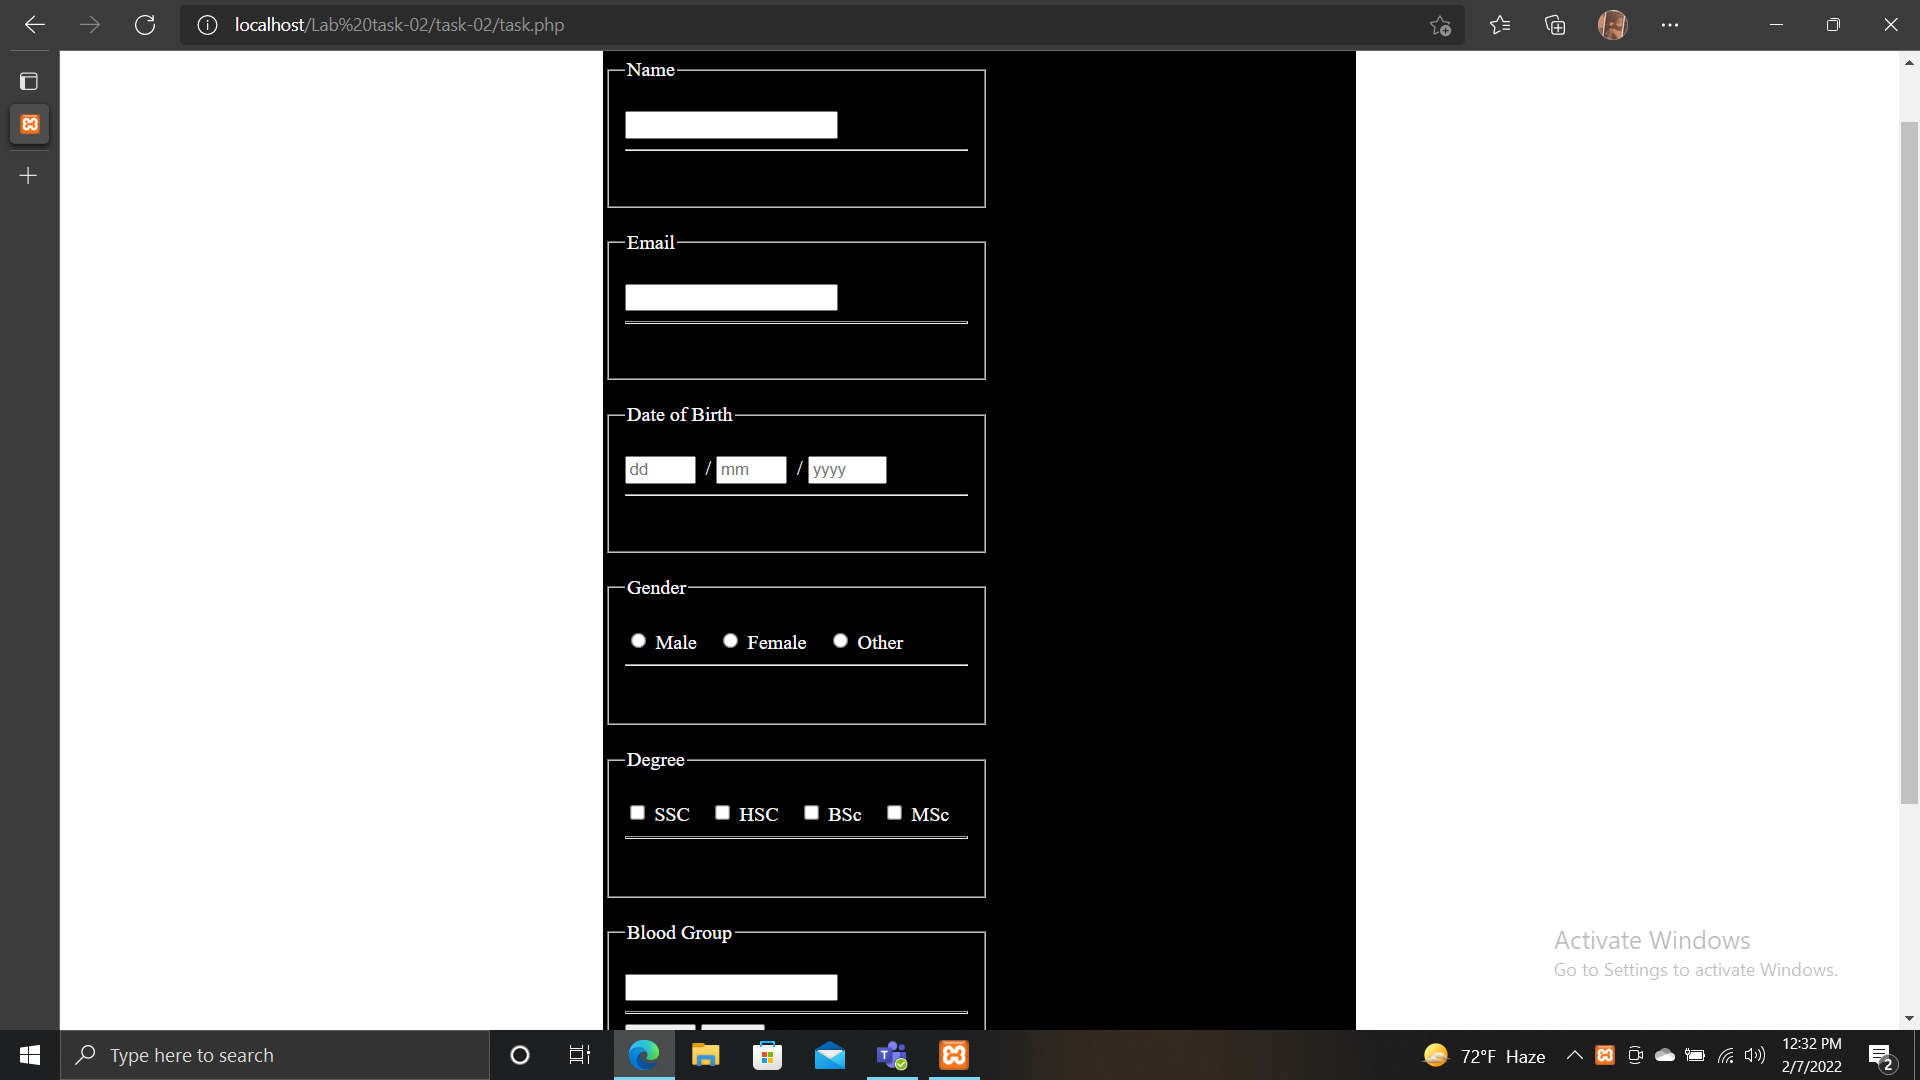 localhost/Lab%20task-02/task-02/task.php
Name
Email
Date of Birth
dd / mm / yyyy
Gender
Male Female Other
Degree
SSC HSC BSc MSc
Blood Group
Activate Windows
Go to Settings to activate Windows.
Type here to search
72°F Haze
12:32 PM
2/7/2022
2